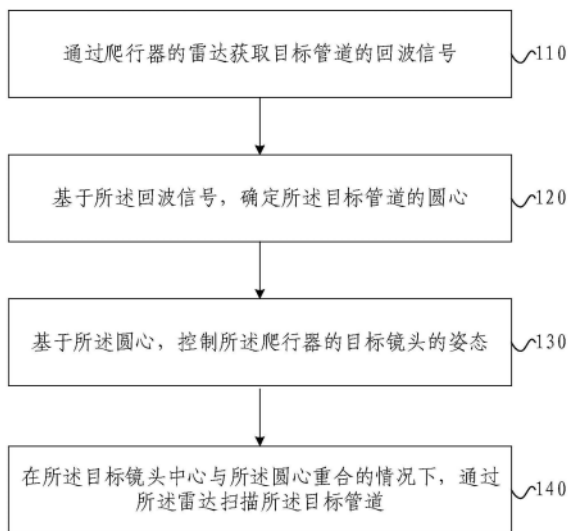 通过爬行器的雷达获取目标管道的回波信号
110
基于所述回波信号，确定所述目标管道的圆心
120
基于所述圆心，控制所述爬行器的目标镜头的姿态
130
在所述目标镜头中心与所述圆心重合的情况下，通过
所述雷达扫描所述目标管道
140